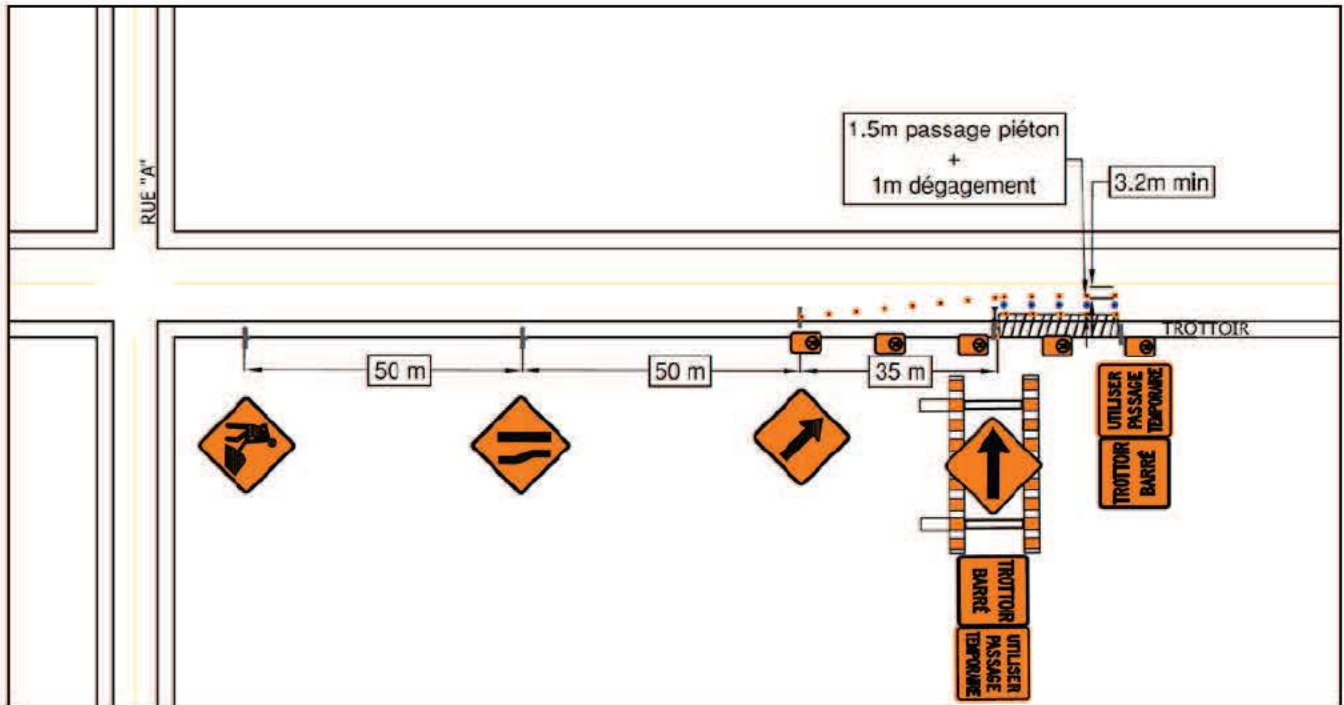 1.5m passage piéton
+
1m dégagement
3.2m min
RUE "A"
TROTTOIR
50 m
50 m
35 m
UTILISER
PASSAGE
TEMPORAIRE
TROTTOIR
BARRÉ
TROTTOIR
BARRÉ
UTILISER
PASSAGE
TEMPORAIRE